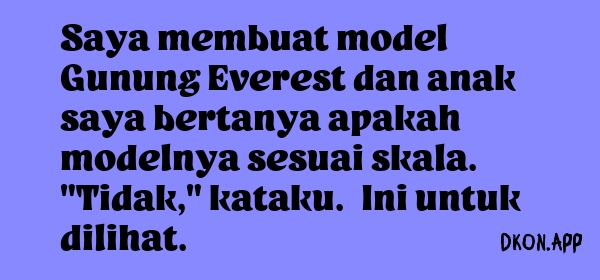 Saya membuat model
Gunung Everest dan anak
saya bertanya apakah
modelnya sesuai skala.
"Tidak," kataku.  Ini untuk
dilihat.
DKON.APP